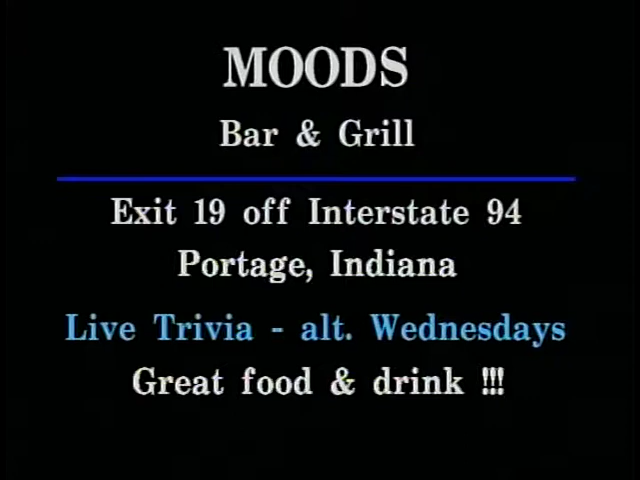 MOODS
Bar & Grill
Exit 19 off Interstate 94
Portage, Indiana
Live Trivia - alt. Wednesdays
Great food & drink !!!